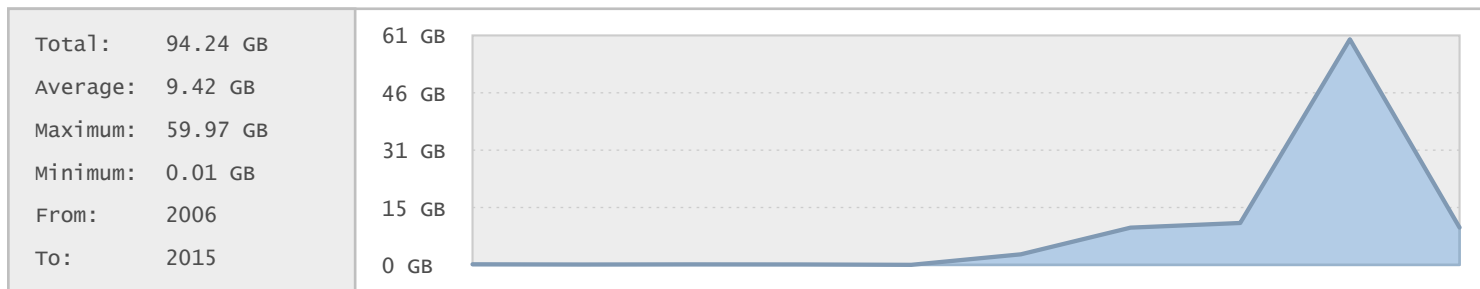 Total: 94.24 GB
Average: 9.42 GB
Maximum: 59.97 GB
Minimum: 0.01 GB
From: 2006
To: 2015
61 GB
46 GB
31 GB
15 GB
0 GB